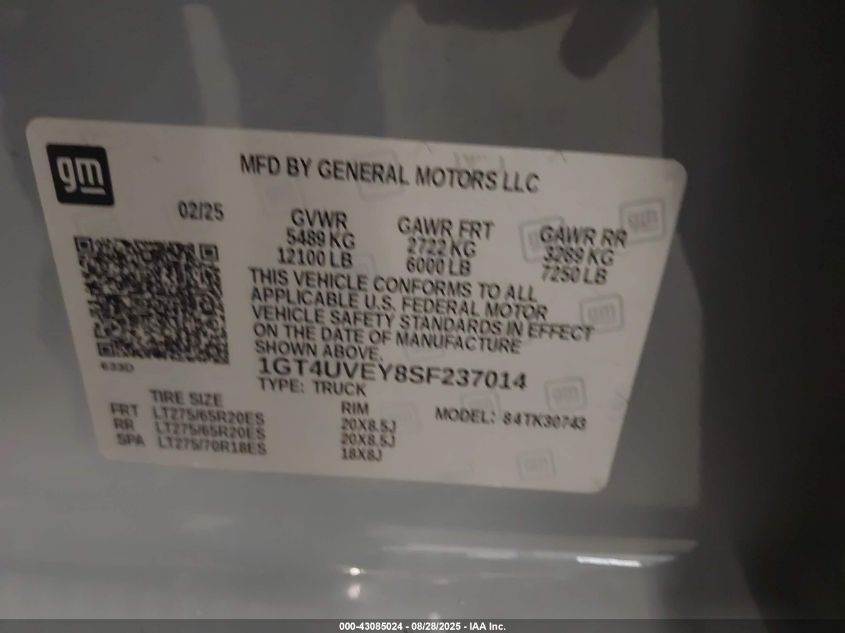 gm
MFD BY GENERAL MOTORS LLC
02/25
GVWR
5489 KG
12100 LB
GAWR FRT
2722 KG
6000 LB
GAWR RR
3289 KG
7250 LB
THIS VEHICLE CONFORMS TO ALL
APPLICABLE U.S. FEDERAL MOTOR
VEHICLE SAFETY STANDARDS IN EFFECT
ON THE DATE OF MANUFACTURE
SHOWN ABOVE.
633D
1GT4UVEY8SF237014
TYPE: TRUCK
TIRE SIZE
RIM
MODEL: 84TK30743
FRT LT275/65R20ES 20X8.5J
RR LT275/65R20ES 20X8.5J
SPA LT275/70R18ES 18X8J
000-43085024 - 08/28/2025 - IAA Inc.